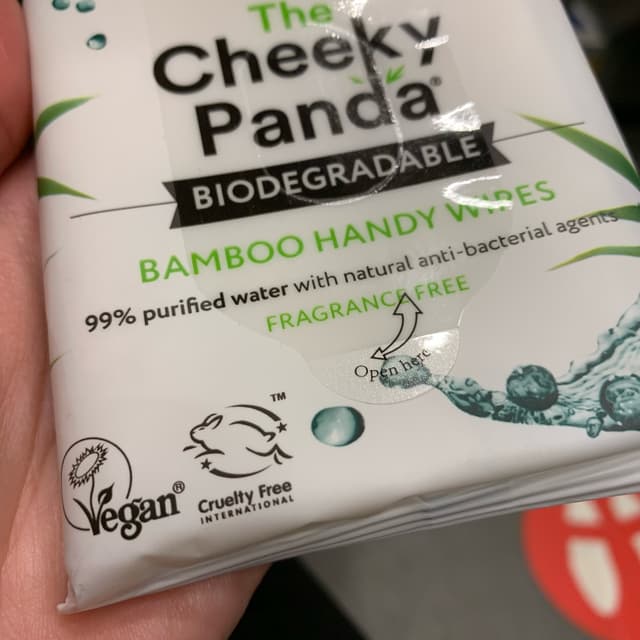 The
Cheeky
Panda®
BIODEGRADABLE
BAMBOO HANDY WIPES
99% purified water with natural anti-bacterial agents
FRAGRANCE FREE
Open here
TM
Vegan®
Cruelty Free
INTERNATIONAL